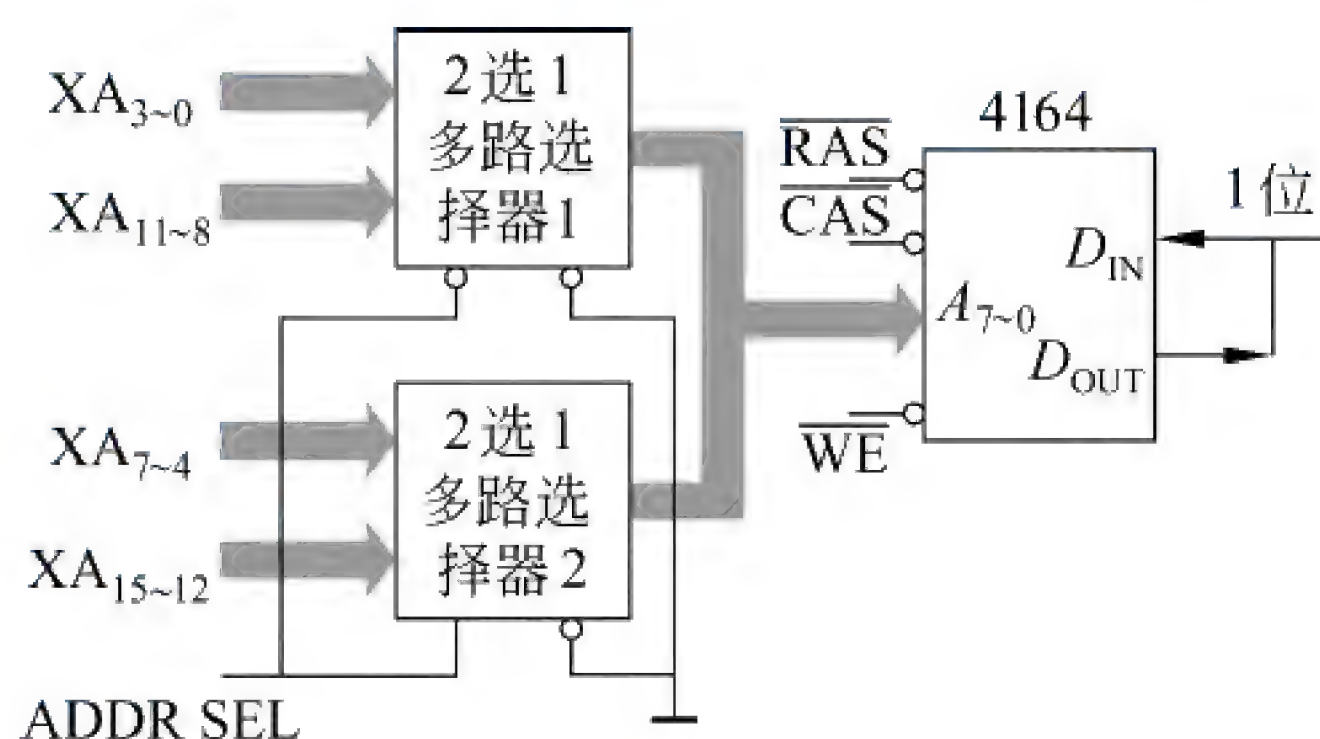 XA3~0
XA11~8
2选1
多路选
择器1
XA7~4
XA15~12
2选1
多路选
择器2
ADDR SEL
4164
RAS
CAS
A7~0
WE
DIN
DOUT
1位